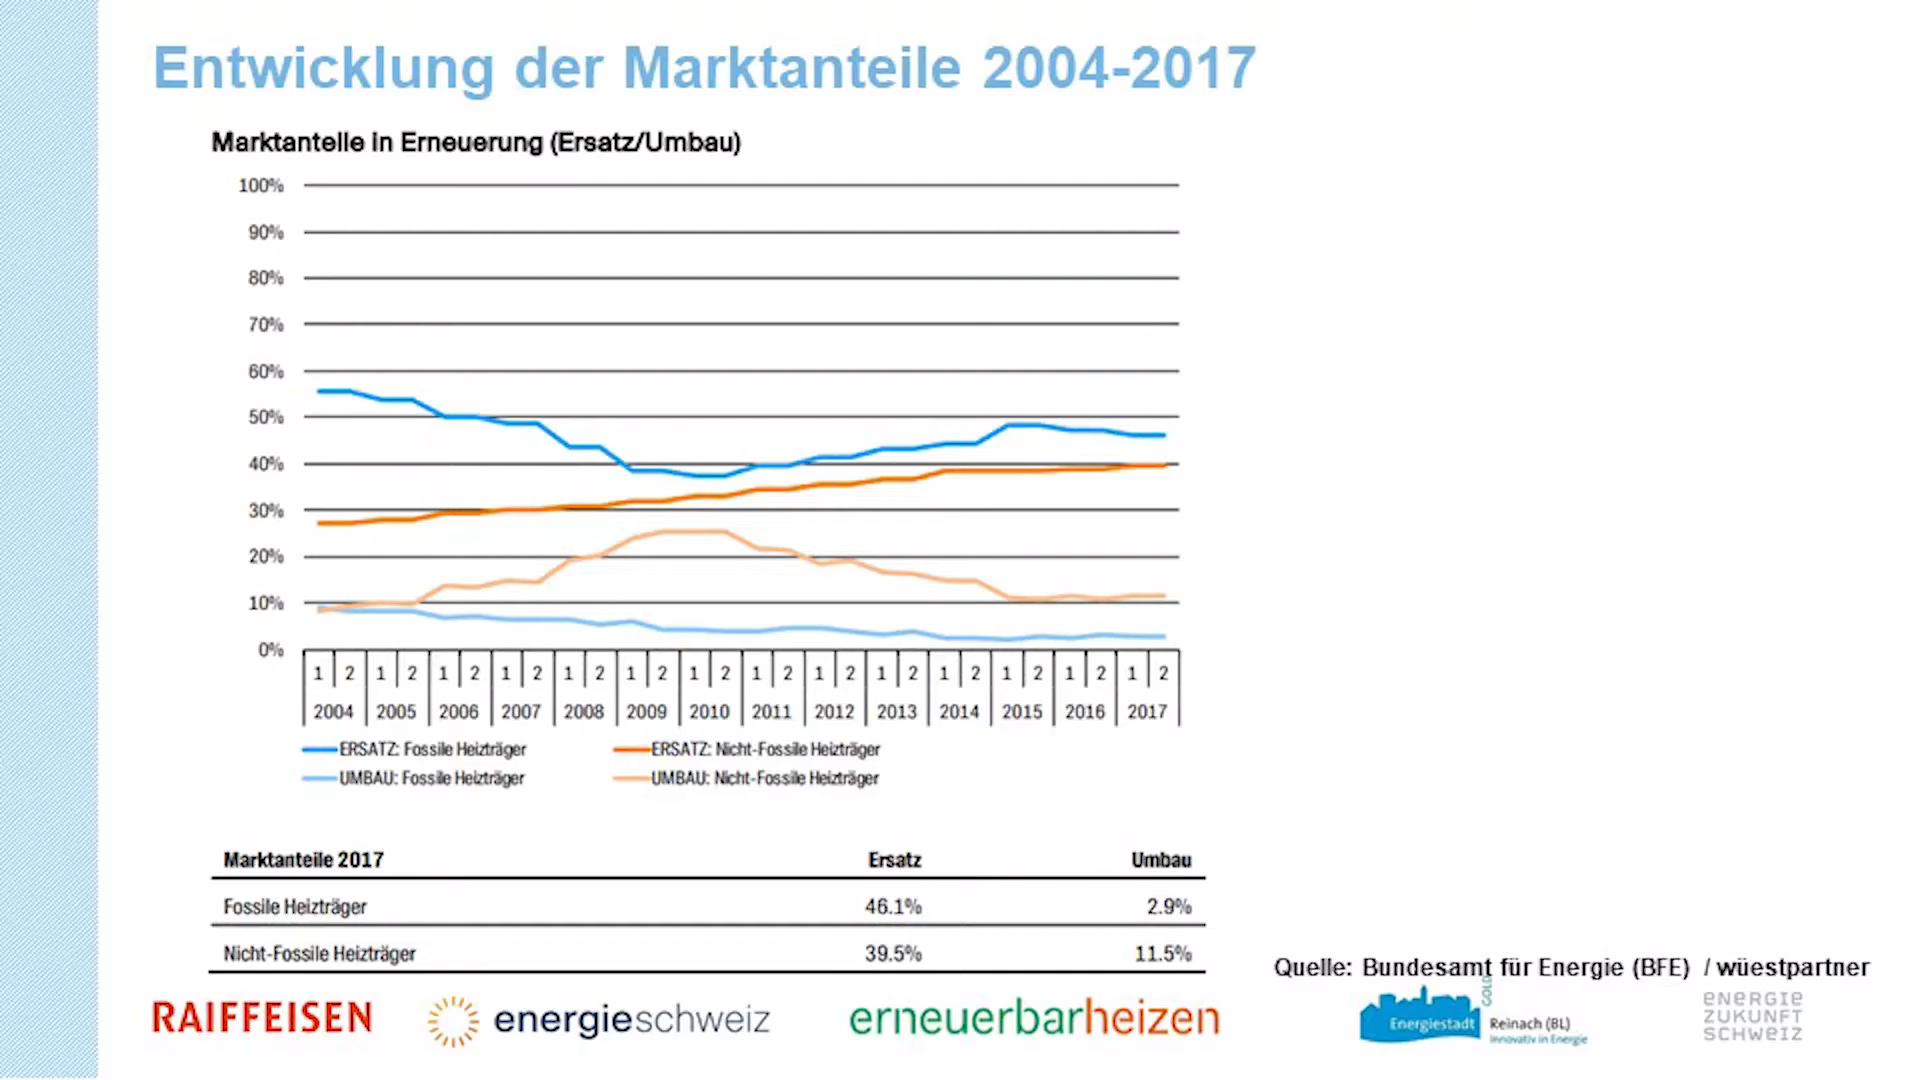 Entwicklung der Marktanteile 2004-2017
Marktanteile in Erneuerung (Ersatz/Umbau)
100%
90%
80%
70%
60%
50%
40%
30%
20%
10%
0%
1 2 1 2 1 2 1 2 1 2 1 2 1 2 1 2 1 2 1 2 1 2 1 2 1 2 1 2
2004 2005 2006 2007 2008 2009 2010 2011 2012 2013 2014 2015 2016 2017
ERSATZ: Fossile Heizträger ERSATZ: Nicht-Fossile Heizträger
UMBAU: Fossile Heizträger UMBAU: Nicht-Fossile Heizträger
Marktanteile 2017 Ersatz Umbau
Fossile Heizträger 46.1% 2.9%
Nicht-Fossile Heizträger 39.5% 11.5%
Quelle: Bundesamt für Energie (BFE) / wüestpartner
RAIFFEISEN
energieschweiz
erneuerbarheizen
Energiestadt
GOLD
Reinach (BL)
Innovativ in Energie
ENERGIE
ZUKUNFT
SCHWEIZ